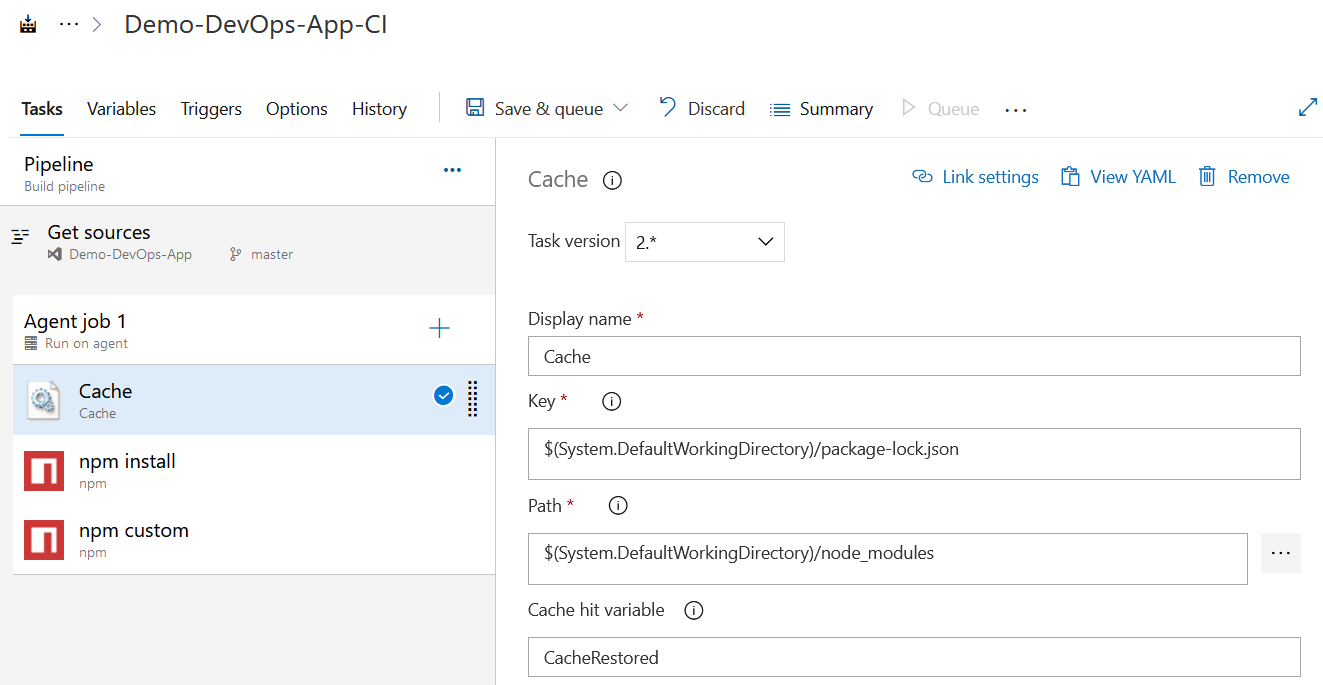 Demo-DevOps-App-CI
Tasks Variables Triggers Options History Save & queue Discard Summary Queue
Pipeline
Build pipeline
Get sources
Demo-DevOps-App master
Agent job 1
Run on agent
Cache
Cache
npm install
npm
npm custom
npm
Cache Link settings View YAML Remove
Task version 2.*
Display name *
Cache
Key *
$(System.DefaultWorkingDirectory)/package-lock.json
Path *
$(System.DefaultWorkingDirectory)/node_modules
Cache hit variable
CacheRestored